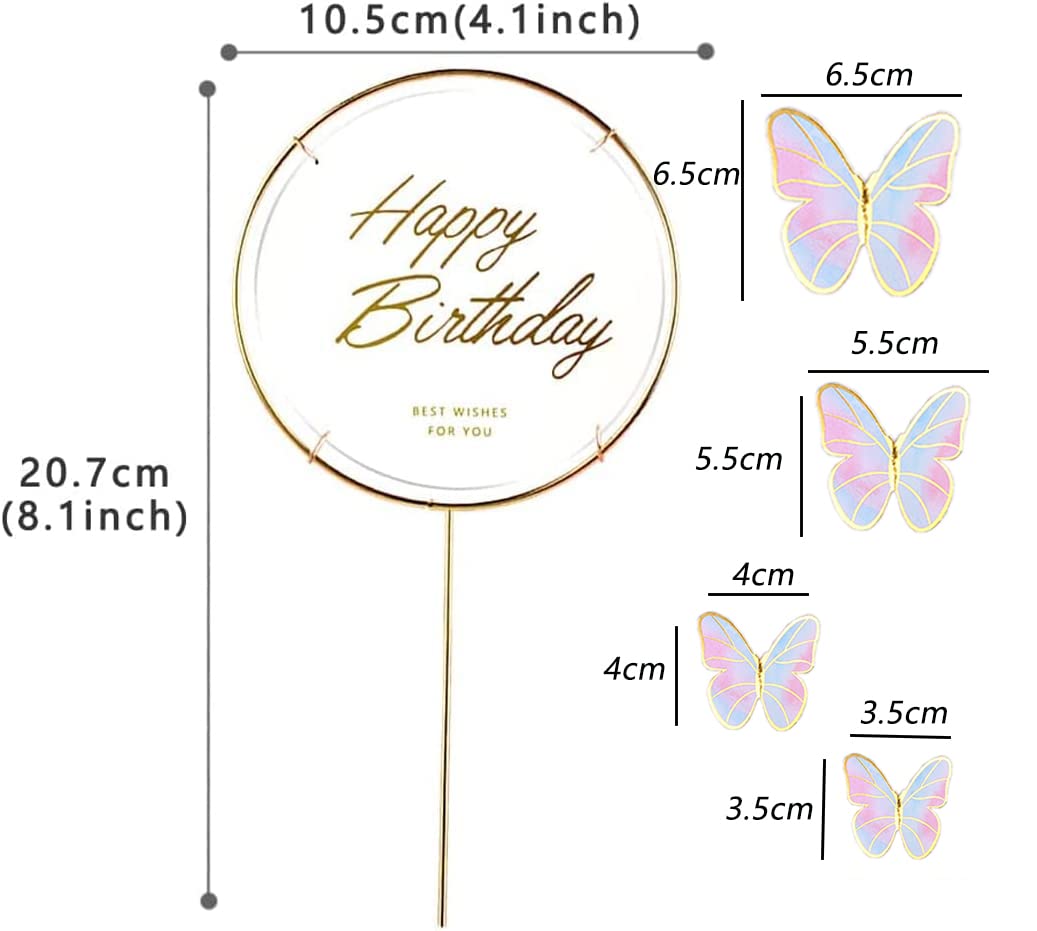 10.5cm(4.1inch)
20.7cm
(8.1inch)
Happy
Birthday
BEST WISHES
FOR YOU
6.5cm
6.5cm
5.5cm
5.5cm
4cm
4cm
3.5cm
3.5cm